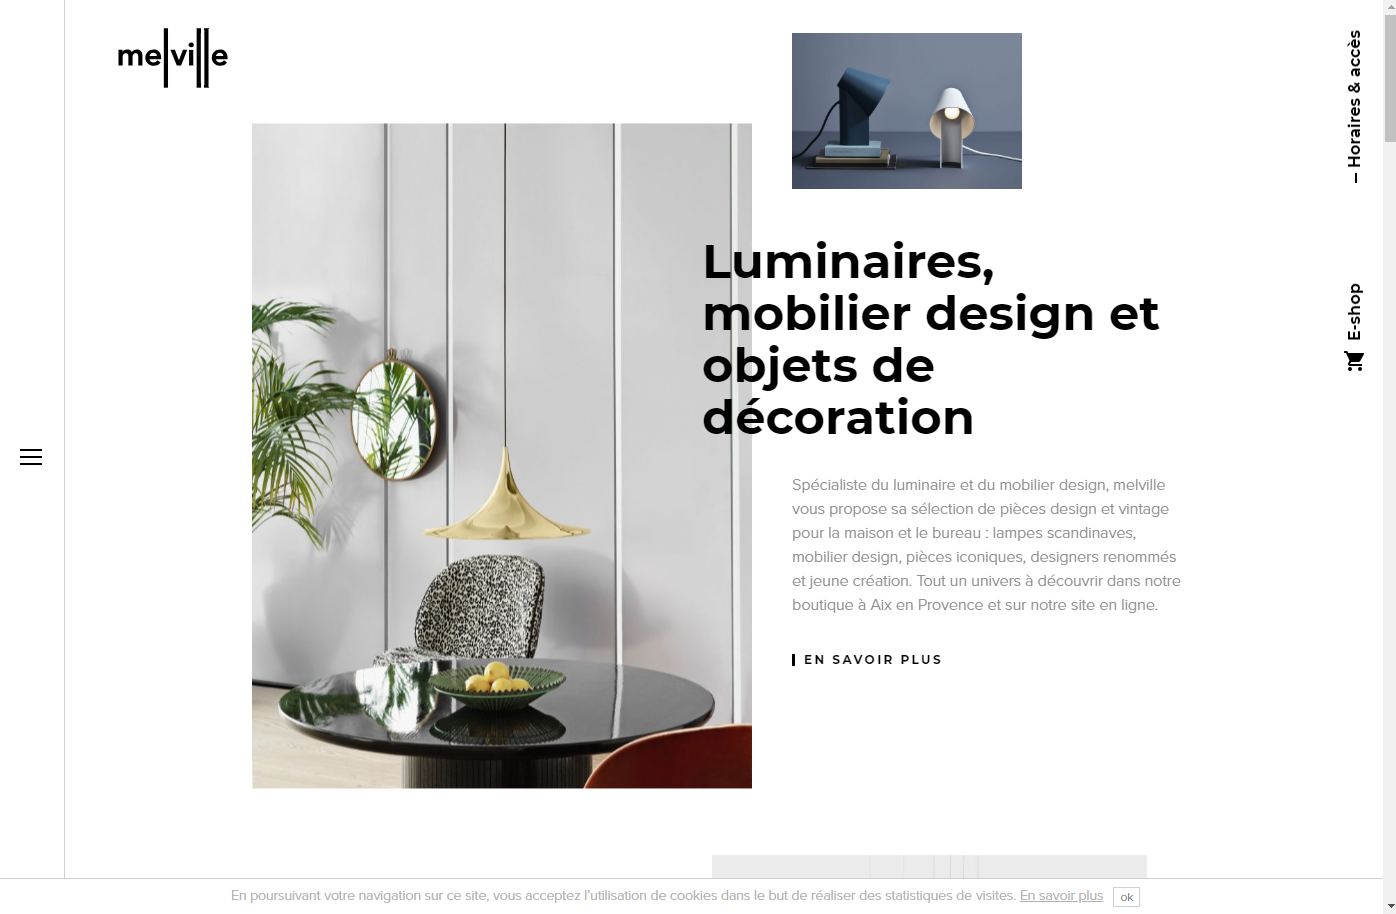 melville
– Horaires & accès
Luminaires,
mobilier design et
objets de
décoration
E-shop
Spécialiste du luminaire et du mobilier design, melville
vous propose sa sélection de pièces design et vintage
pour la maison et le bureau : lampes scandinaves,
mobilier design, pièces iconiques, designers renommés
et jeune création. Tout un univers à découvrir dans notre
boutique à Aix en Provence et sur notre site en ligne.
EN SAVOIR PLUS
En poursuivant votre navigation sur ce site, vous acceptez l'utilisation de cookies dans le but de réaliser des statistiques de visites. En savoir plus ok